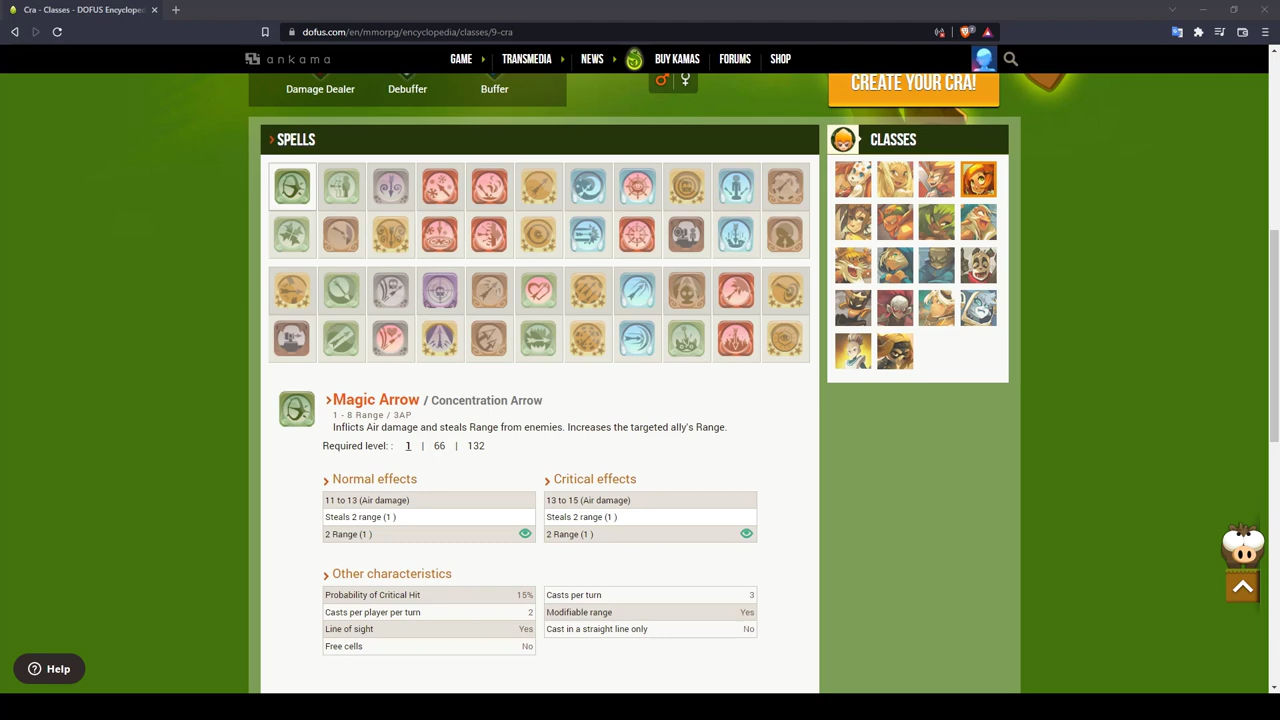 Cra - Classes - DOFUS Encyclope
dofus.com/en/mmorpg/encyclopedia/classes/9-cra
ankama
GAME TRANSMEDIA NEWS BUY KAMAS FORUMS SHOP
Damage Dealer Debuffer Buffer
CREATE YOUR CRA!
SPELLS
CLASSES
Magic Arrow / Concentration Arrow
1 - 8 Range / 3AP
Inflicts Air damage and steals Range from enemies. Increases the targeted ally's Range.
Required level: : 1 | 66 | 132
Normal effects
11 to 13 (Air damage)
Steals 2 range (1 )
2 Range (1 )
Critical effects
13 to 15 (Air damage)
Steals 2 range (1 )
2 Range (1 )
Other characteristics
Probability of Critical Hit 15%
Casts per player per turn 2
Line of sight Yes
Free cells No
Casts per turn 3
Modifiable range Yes
Cast in a straight line only No
? Help